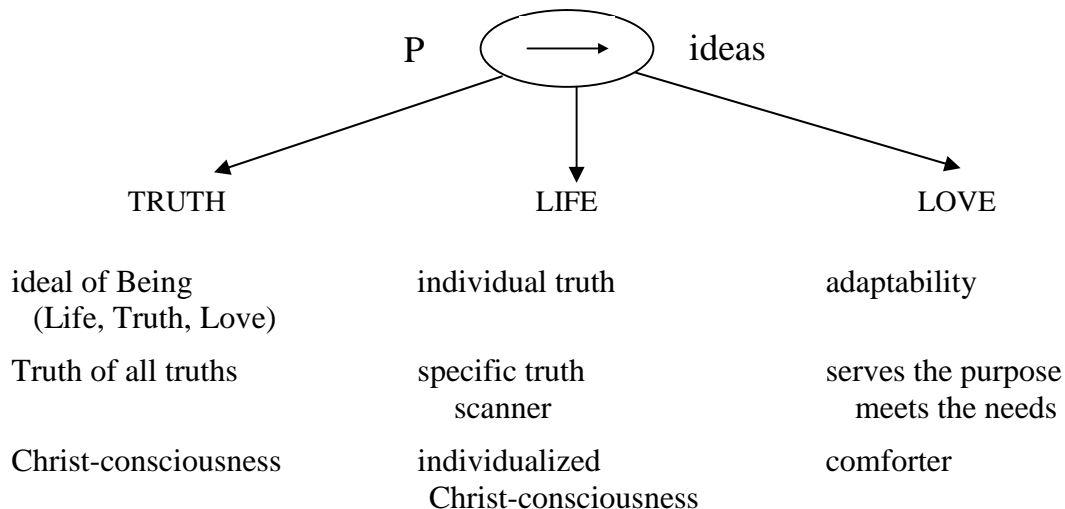 P ideas
TRUTH LIFE LOVE
ideal of Being individual truth adaptability
(Life, Truth, Love)
Truth of all truths specific truth serves the purpose
scanner meets the needs
Christ-consciousness individualized comforter
Christ-consciousness